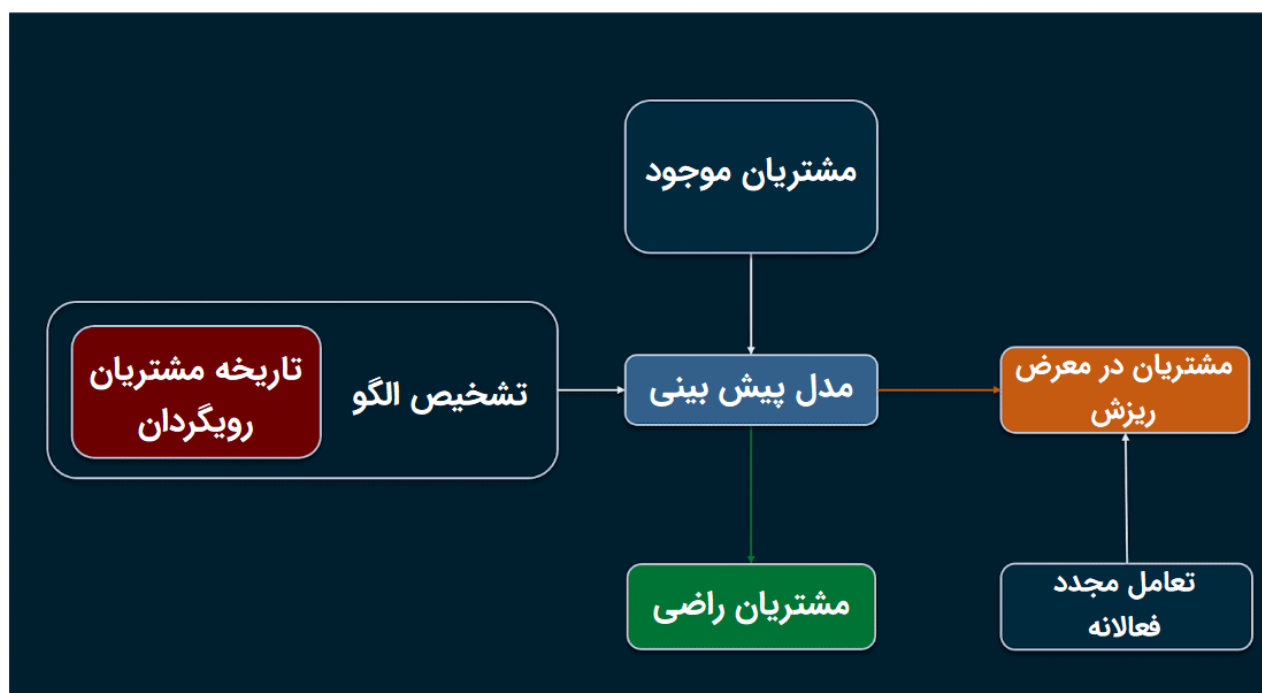 مشتریان موجود
تاریخه مشتریان
رویگردان
تشخیص الگو
مدل پیش بینی
مشتریان در معرض
ریزش
مشتریان راضی
تعامل مجدد
فعالانه